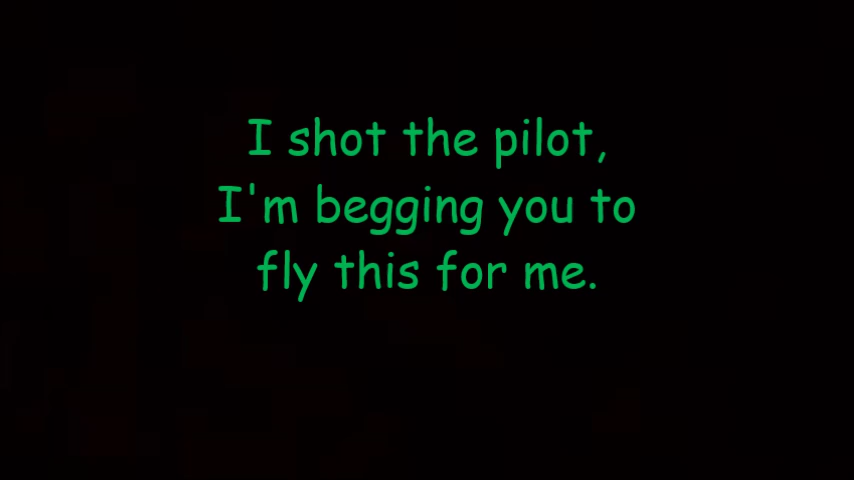 I shot the pilot,
I'm begging you to
fly this for me.